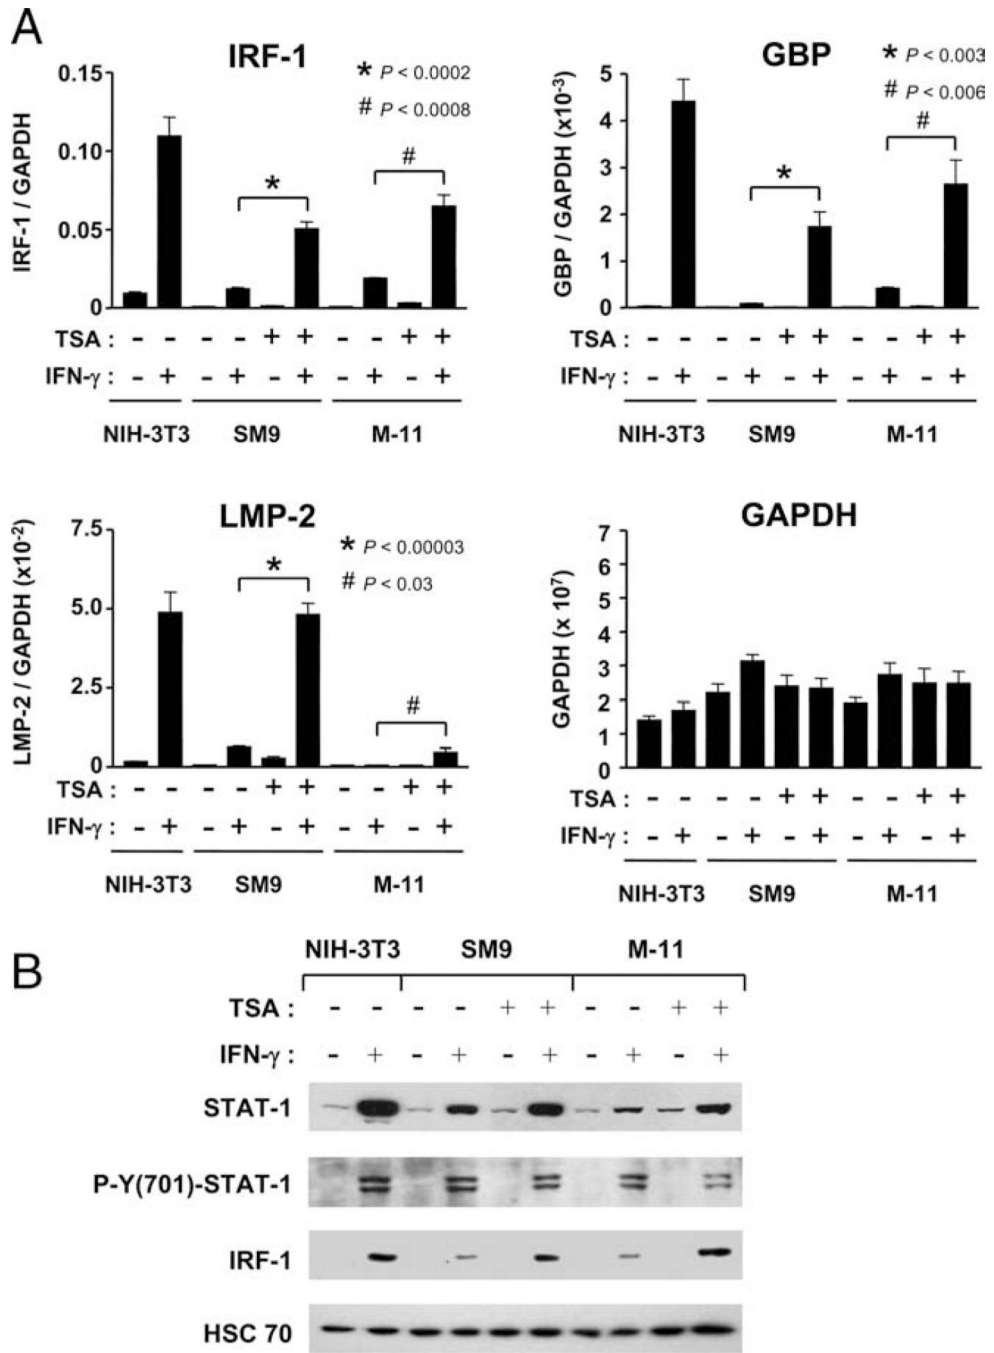 A
IRF-1
* P < 0.0002
# P < 0.0008
IRF-1 / GAPDH
0.15
0.10
0.05
0
*
#
TSA : - - - - + + - - + +
IFN-γ : - + - + - + - + - +
NIH-3T3 SM9 M-11
GBP
* P < 0.003
# P < 0.006
GBP / GAPDH (x10-3)
5
4
3
2
1
0
*
#
TSA : - - - - + + - - + +
IFN-γ : - + - + - + - + - +
NIH-3T3 SM9 M-11
LMP-2
* P < 0.00003
# P < 0.03
LMP-2 / GAPDH (x10-2)
7.5
5.0
2.5
0
*
#
TSA : - - - - + + - - + +
IFN-γ : - + - + - + - + - +
NIH-3T3 SM9 M-11
GAPDH
GAPDH (x 107)
7
6
5
4
3
2
1
0
TSA : - - - - + + - - + +
IFN-γ : - + - + - + - + - +
NIH-3T3 SM9 M-11
B
NIH-3T3 SM9 M-11
TSA : - - - - + + - - + +
IFN-γ : - + - + - + - + - +
STAT-1
P-Y(701)-STAT-1
IRF-1
HSC 70